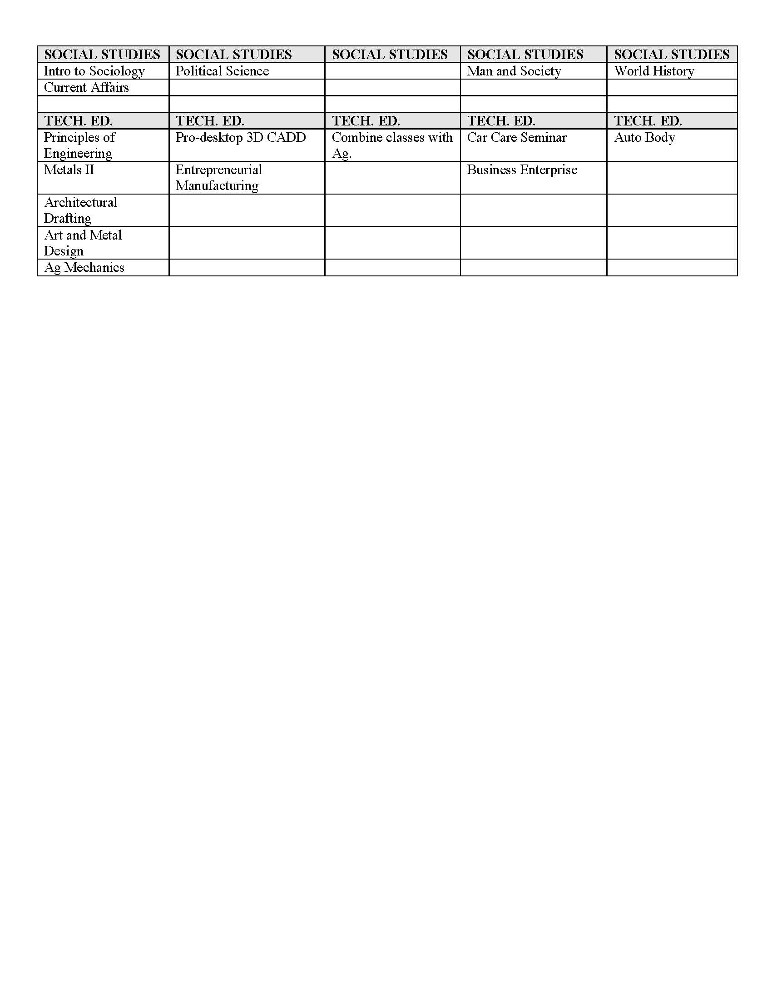 SOCIAL STUDIES SOCIAL STUDIES SOCIAL STUDIES SOCIAL STUDIES SOCIAL STUDIES
Intro to Sociology Political Science Man and Society World History
Current Affairs
TECH. ED. TECH. ED. TECH. ED. TECH. ED. TECH. ED.
Principles of Pro-desktop 3D CADD Combine classes with Car Care Seminar Auto Body
Engineering Ag.
Metals II Entrepreneurial Business Enterprise
Manufacturing
Architectural
Drafting
Art and Metal
Design
Ag Mechanics